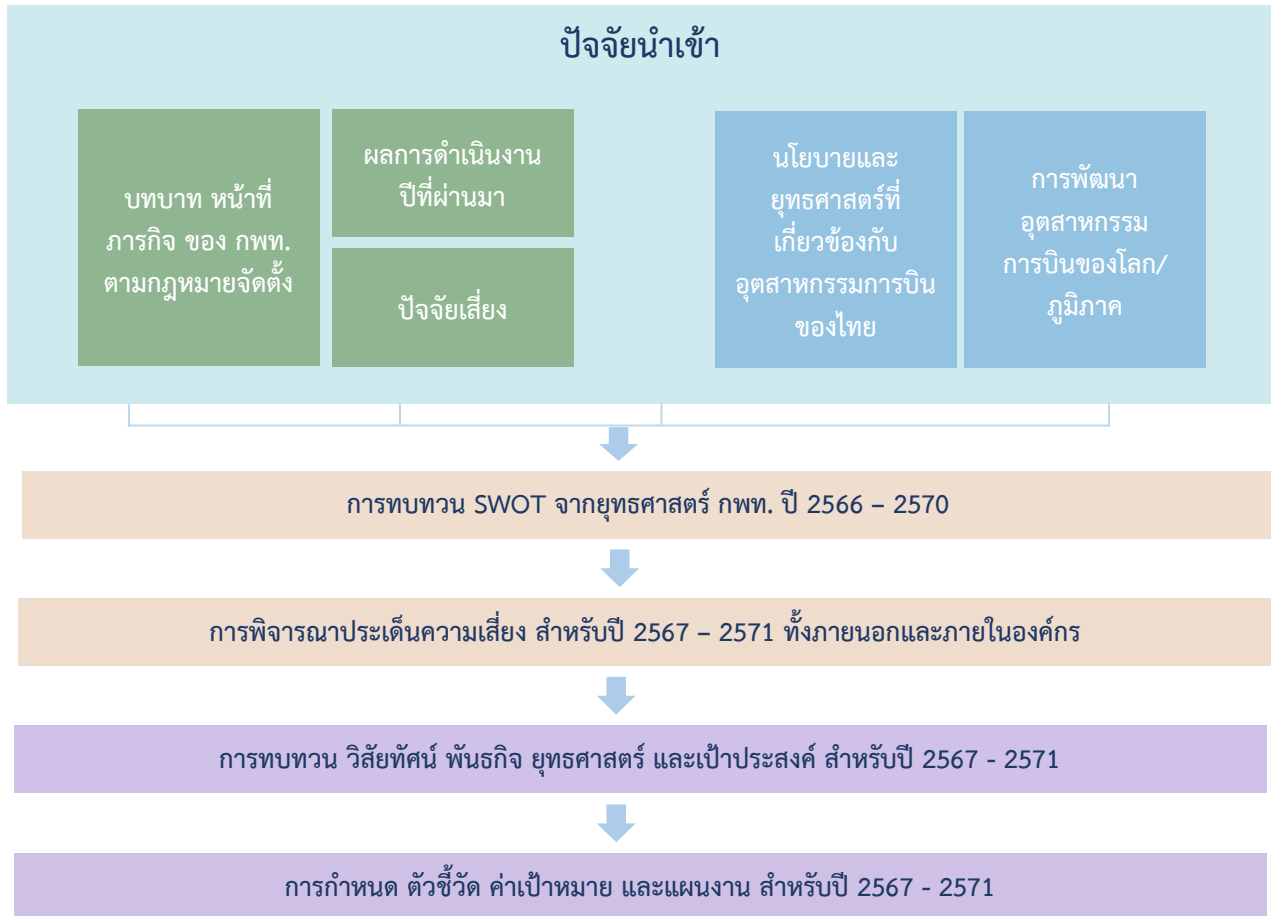 ปัจจัยนำเข้า
บทบาท หน้าที่
ภารกิจ ของ กพท.
ตามกฎหมายจัดตั้ง
ผลการดำเนินงาน
ปีที่ผ่านมา
ปัจจัยเสี่ยง
นโยบายและ
ยุทธศาสตร์ที่
เกี่ยวข้องกับ
อุตสาหกรรมการบิน
ของไทย
การพัฒนา
อุตสาหกรรม
การบินของโลก/
ภูมิภาค
การทบทวน SWOT จากยุทธศาสตร์ กพท. ปี 2566 – 2570
การพิจารณาประเด็นความเสี่ยง สำหรับปี 2567 – 2571 ทั้งภายนอกและภายในองค์กร
การทบทวน วิสัยทัศน์ พันธกิจ ยุทธศาสตร์ และเป้าประสงค์ สำหรับปี 2567 - 2571
การกำหนด ตัวชี้วัด ค่าเป้าหมาย และแผนงาน สำหรับปี 2567 - 2571